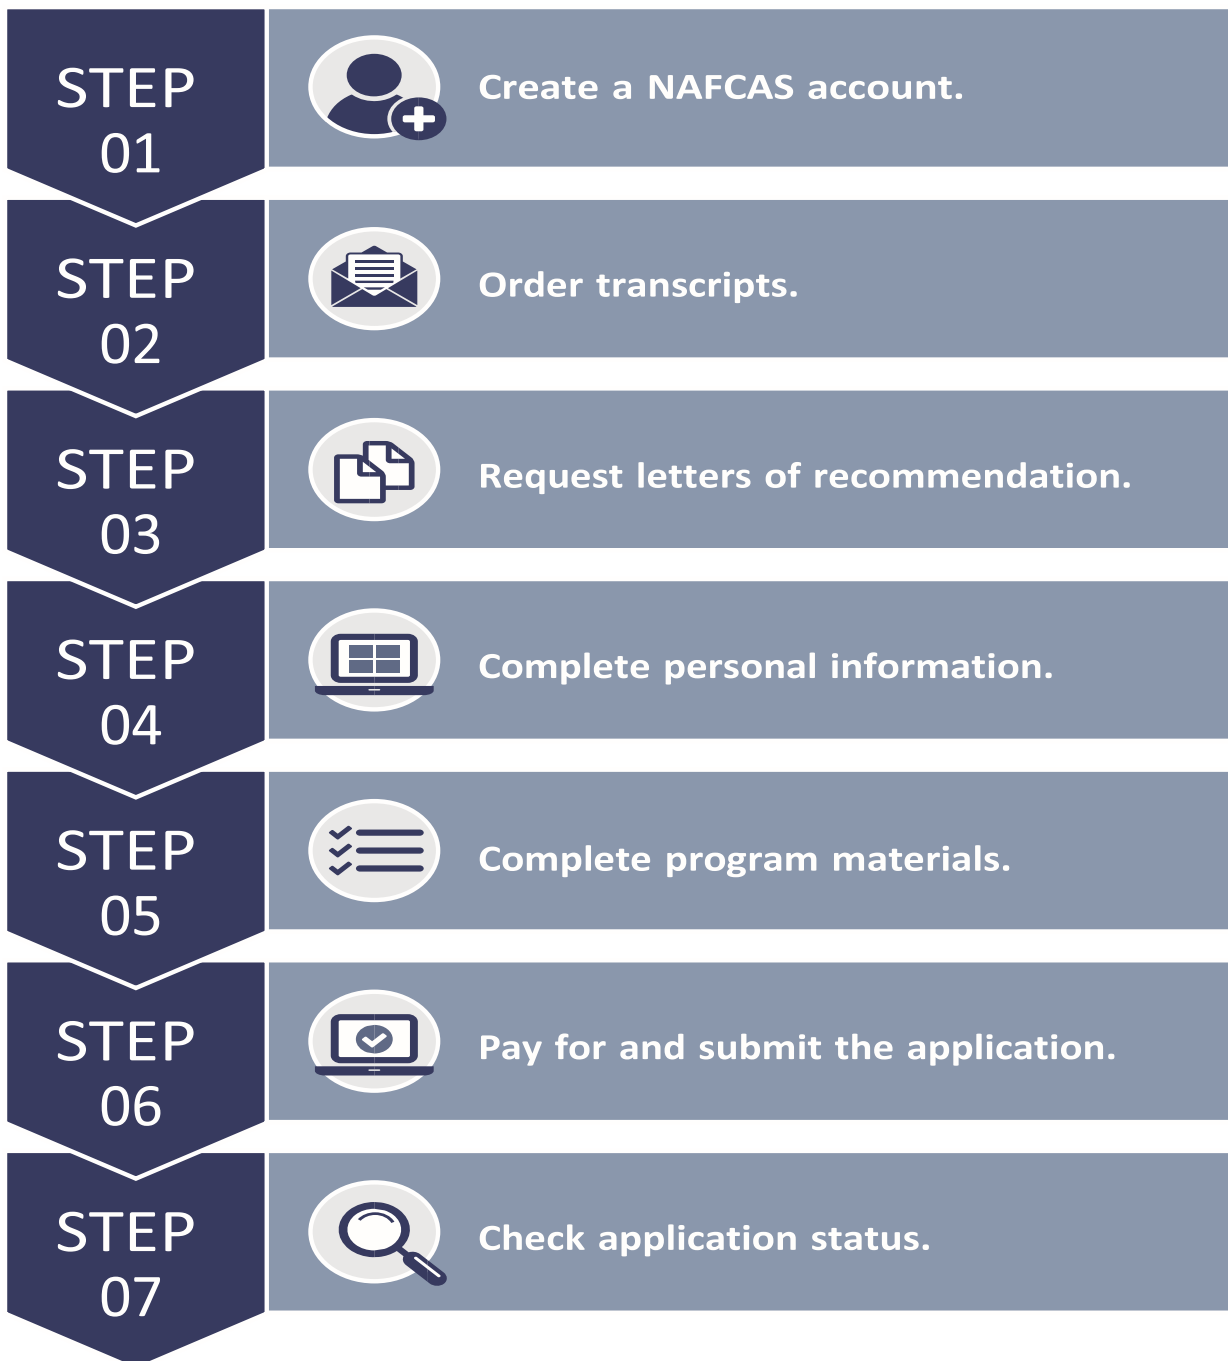 STEP
01
Create a NAFCAS account.
STEP
02
Order transcripts.
STEP
03
Request letters of recommendation.
STEP
04
Complete personal information.
STEP
05
Complete program materials.
STEP
06
Pay for and submit the application.
STEP
07
Check application status.